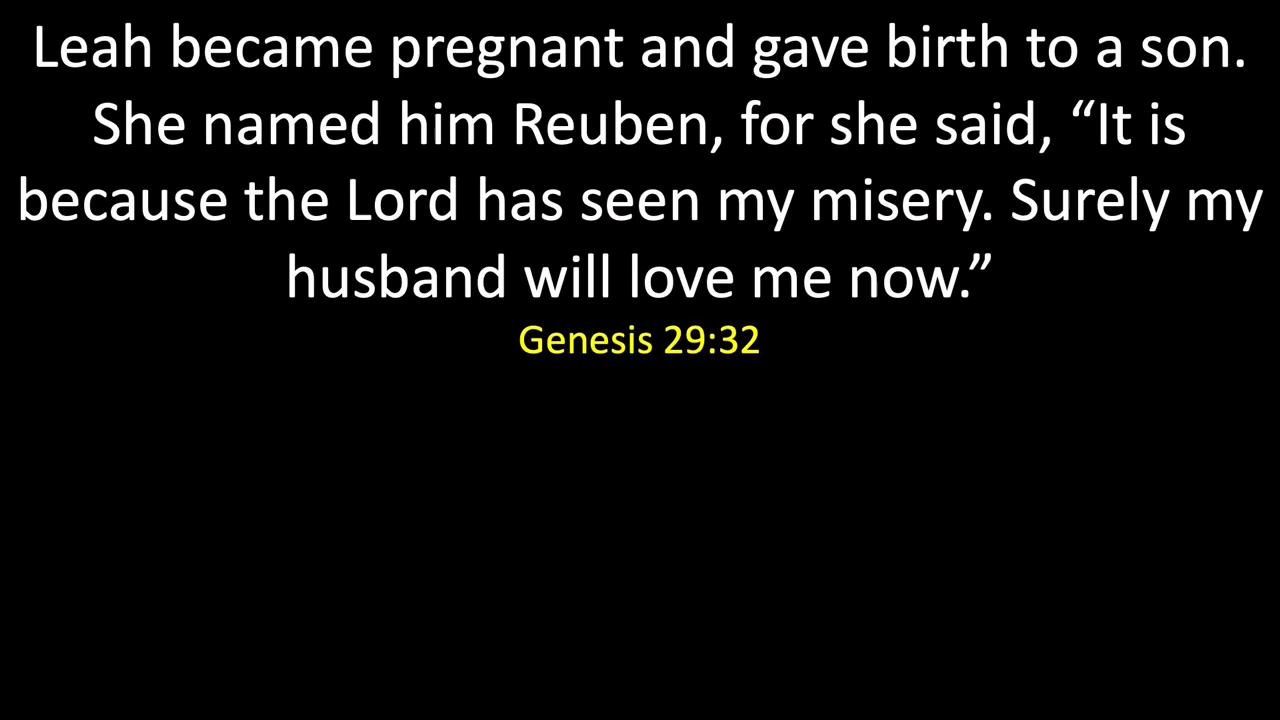 Leah became pregnant and gave birth to a son.
She named him Reuben, for she said, “It is
because the Lord has seen my misery. Surely my
husband will love me now.”
Genesis 29:32